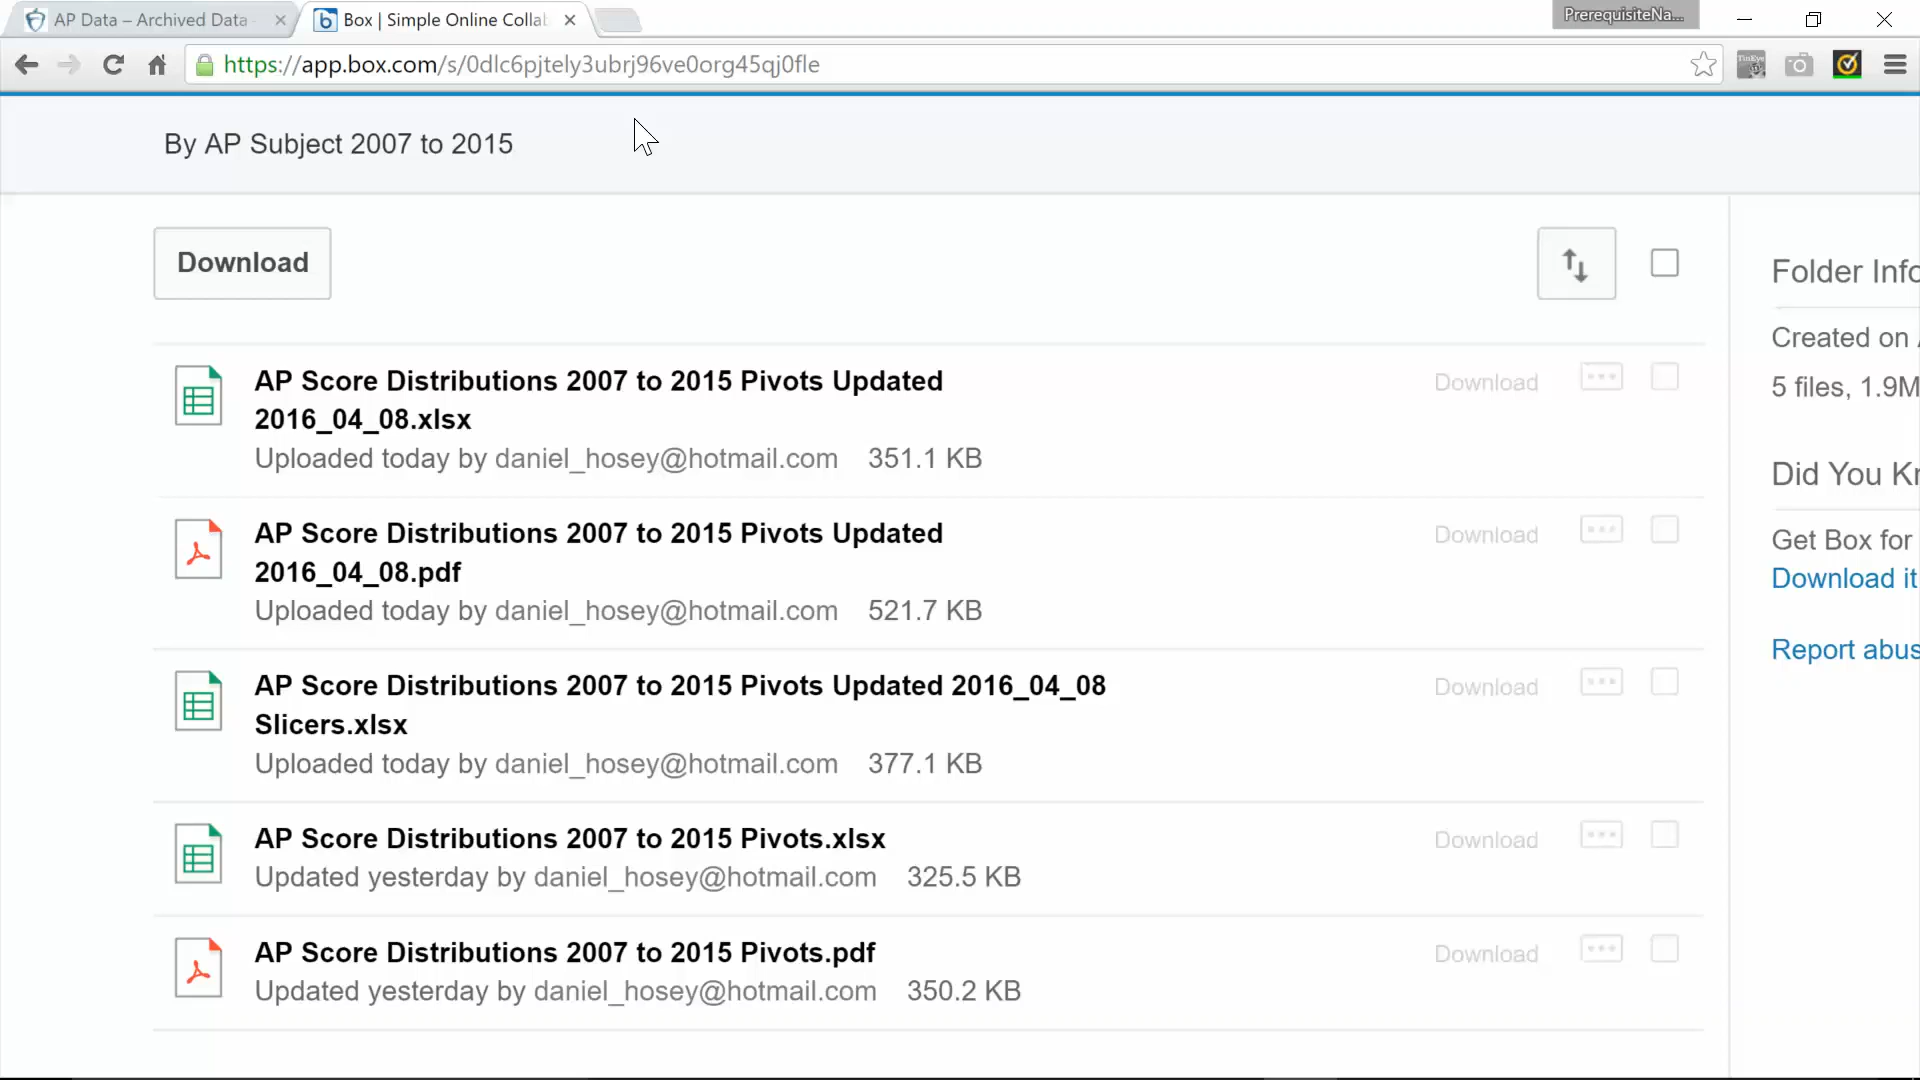 AP Data – Archived Data
Box | Simple Online Colla
PrerequisiteNa...
https://app.box.com/s/0dlc6pjtely3ubrj96ve0org45qj0fle
TinEye
By AP Subject 2007 to 2015
Download
AP Score Distributions 2007 to 2015 Pivots Updated
2016_04_08.xlsx
Download
Uploaded today by daniel_hosey@hotmail.com 351.1 KB
AP Score Distributions 2007 to 2015 Pivots Updated
2016_04_08.pdf
Download
Uploaded today by daniel_hosey@hotmail.com 521.7 KB
AP Score Distributions 2007 to 2015 Pivots Updated 2016_04_08
Slicers.xlsx
Download
Uploaded today by daniel_hosey@hotmail.com 377.1 KB
AP Score Distributions 2007 to 2015 Pivots.xlsx
Download
Updated yesterday by daniel_hosey@hotmail.com 325.5 KB
AP Score Distributions 2007 to 2015 Pivots.pdf
Download
Updated yesterday by daniel_hosey@hotmail.com 350.2 KB
Folder Info
Created on
5 files, 1.9M
Did You Kn
Get Box for
Download it
Report abus